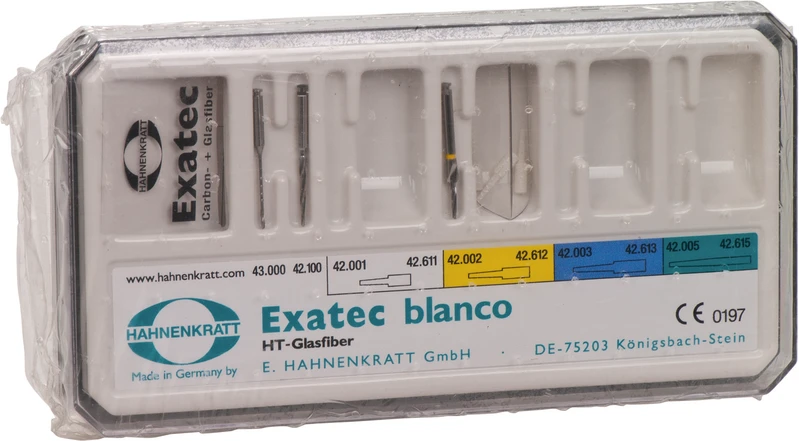 HAHNENKRATT
Exatec
Carbon- + Glasfiber
www.hahnenkratt.com 43.000 42.100 42.001 42.611 42.002 42.612 42.003 42.613 42.005 42.615
HAHNENKRATT
Made in Germany by
Exatec blanco
HT-Glasfiber
E. HAHNENKRATT GmbH
CE 0197
DE-75203 Königsbach-Stein